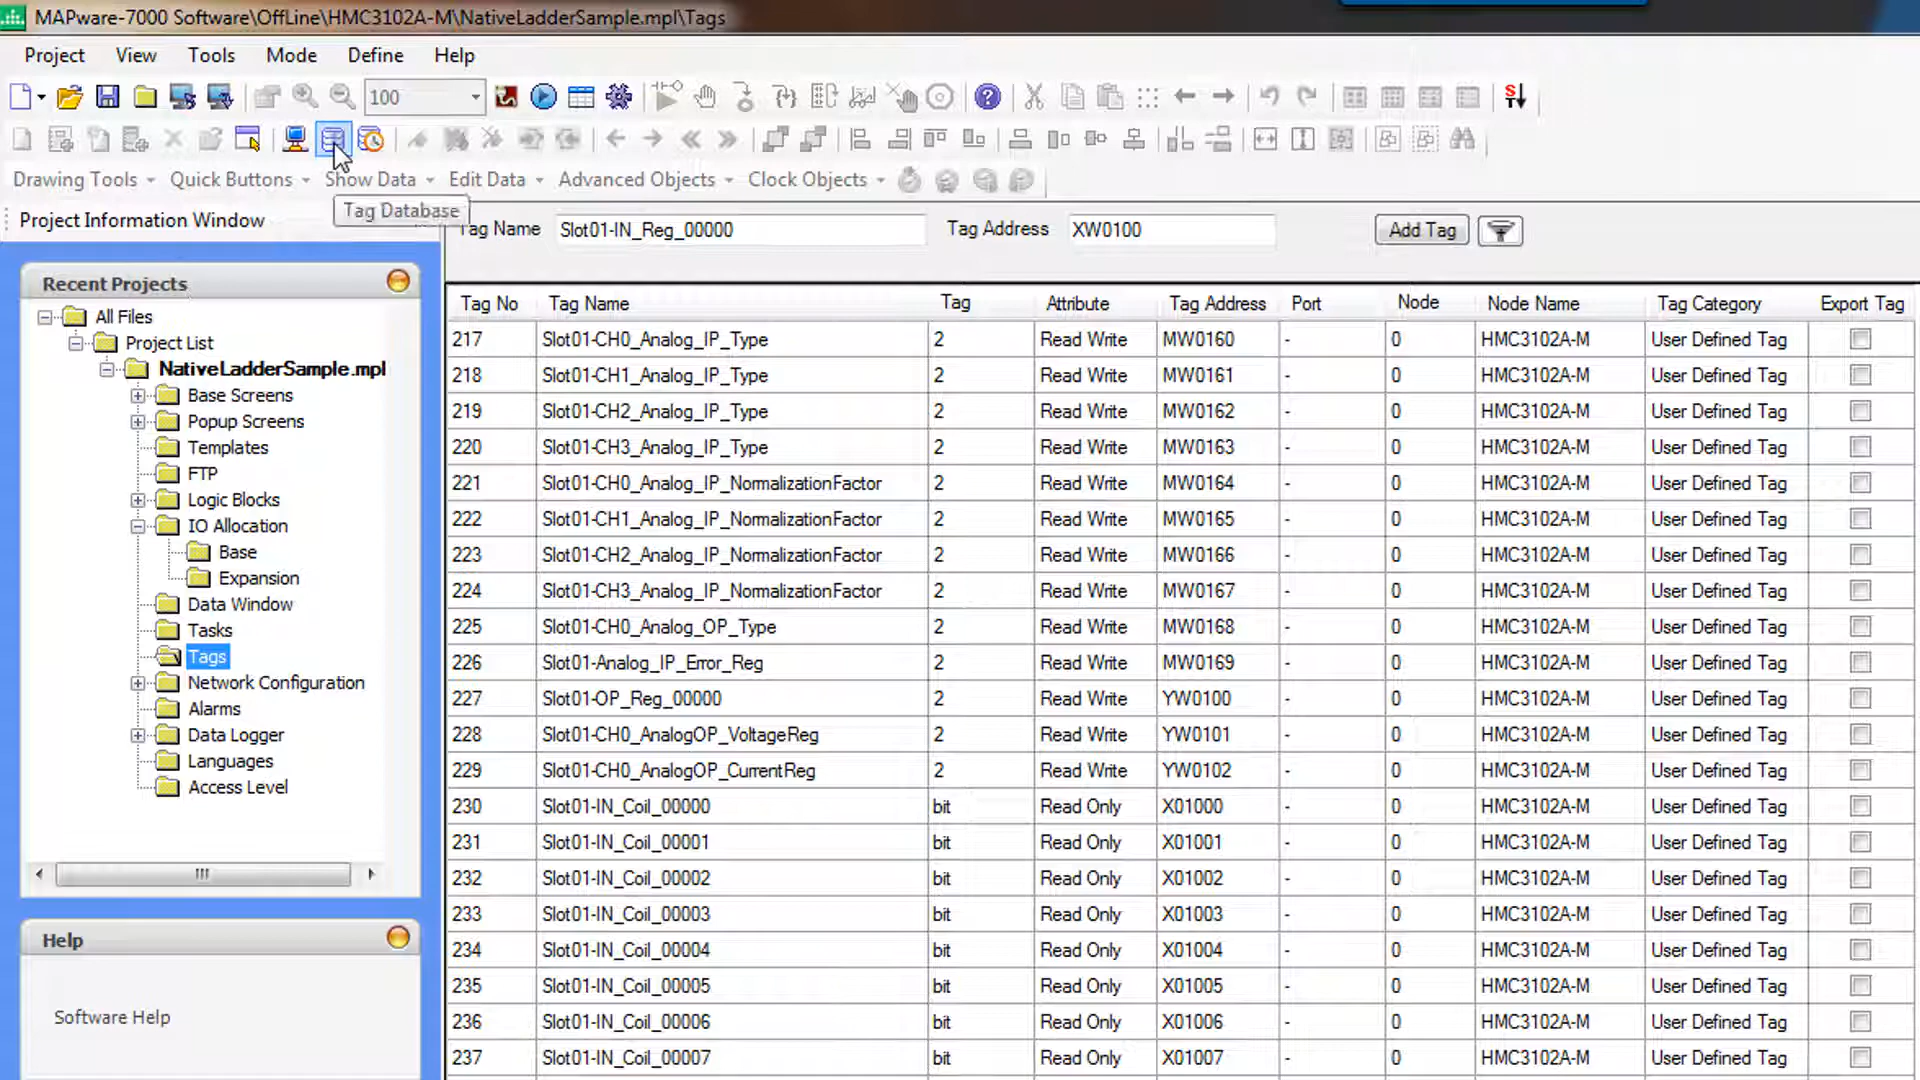 MAPware-7000 Software\OffLine\HMC3102A-M\NativeLadderSample.mpl\Tags
Project View Tools Mode Define Help
100
Drawing Tools Quick Buttons Show Data Edit Data Advanced Objects Clock Objects
Tag Database
Project Information Window
Tag Name Slot01-IN_Reg_00000 Tag Address XW0100 Add Tag
Recent Projects
All Files
Project List
NativeLadderSample.mpl
Base Screens
Popup Screens
Templates
FTP
Logic Blocks
IO Allocation
Base
Expansion
Data Window
Tasks
Tags
Network Configuration
Alarms
Data Logger
Languages
Access Level
Help
Software Help
Tag No Tag Name Tag Attribute Tag Address Port Node Node Name Tag Category Export Tag
217 Slot01-CH0_Analog_IP_Type 2 Read Write MW0160 - 0 HMC3102A-M User Defined Tag
218 Slot01-CH1_Analog_IP_Type 2 Read Write MW0161 - 0 HMC3102A-M User Defined Tag
219 Slot01-CH2_Analog_IP_Type 2 Read Write MW0162 - 0 HMC3102A-M User Defined Tag
220 Slot01-CH3_Analog_IP_Type 2 Read Write MW0163 - 0 HMC3102A-M User Defined Tag
221 Slot01-CH0_Analog_IP_NormalizationFactor 2 Read Write MW0164 - 0 HMC3102A-M User Defined Tag
222 Slot01-CH1_Analog_IP_NormalizationFactor 2 Read Write MW0165 - 0 HMC3102A-M User Defined Tag
223 Slot01-CH2_Analog_IP_NormalizationFactor 2 Read Write MW0166 - 0 HMC3102A-M User Defined Tag
224 Slot01-CH3_Analog_IP_NormalizationFactor 2 Read Write MW0167 - 0 HMC3102A-M User Defined Tag
225 Slot01-CH0_Analog_OP_Type 2 Read Write MW0168 - 0 HMC3102A-M User Defined Tag
226 Slot01-Analog_IP_Error_Reg 2 Read Write MW0169 - 0 HMC3102A-M User Defined Tag
227 Slot01-OP_Reg_00000 2 Read Write YW0100 - 0 HMC3102A-M User Defined Tag
228 Slot01-CH0_AnalogOP_VoltageReg 2 Read Write YW0101 - 0 HMC3102A-M User Defined Tag
229 Slot01-CH0_AnalogOP_CurrentReg 2 Read Write YW0102 - 0 HMC3102A-M User Defined Tag
230 Slot01-IN_Coil_00000 bit Read Only X01000 - 0 HMC3102A-M User Defined Tag
231 Slot01-IN_Coil_00001 bit Read Only X01001 - 0 HMC3102A-M User Defined Tag
232 Slot01-IN_Coil_00002 bit Read Only X01002 - 0 HMC3102A-M User Defined Tag
233 Slot01-IN_Coil_00003 bit Read Only X01003 - 0 HMC3102A-M User Defined Tag
234 Slot01-IN_Coil_00004 bit Read Only X01004 - 0 HMC3102A-M User Defined Tag
235 Slot01-IN_Coil_00005 bit Read Only X01005 - 0 HMC3102A-M User Defined Tag
236 Slot01-IN_Coil_00006 bit Read Only X01006 - 0 HMC3102A-M User Defined Tag
237 Slot01-IN_Coil_00007 bit Read Only X01007 - 0 HMC3102A-M User Defined Tag